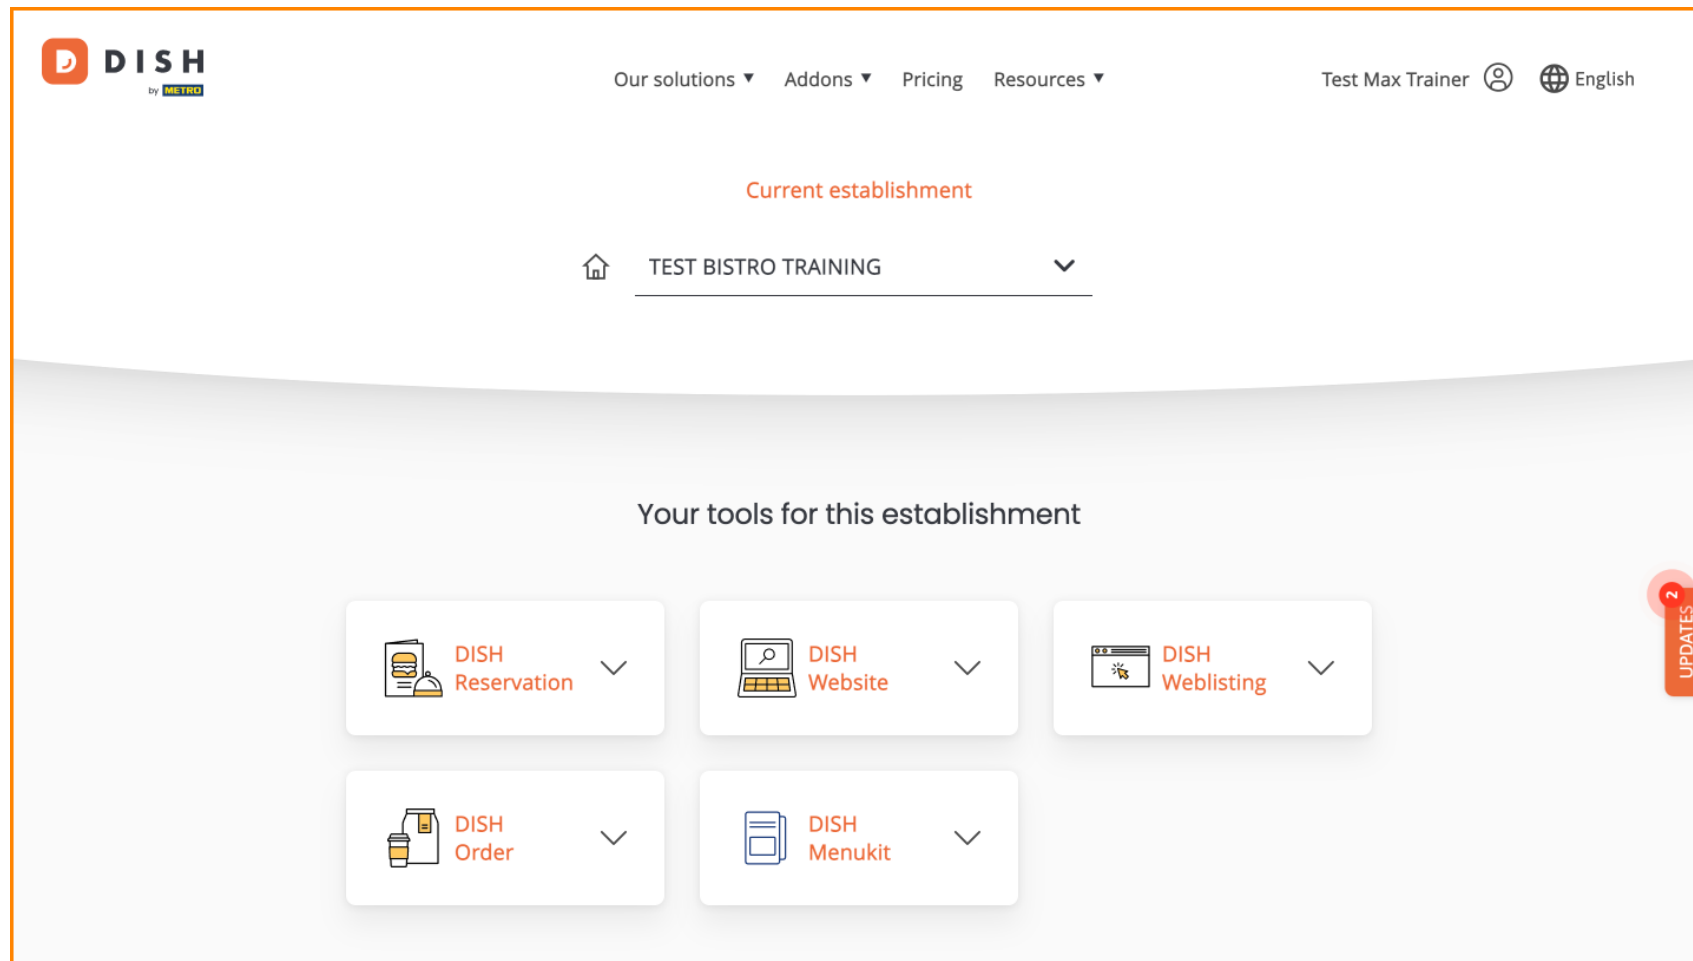 DISH
by METRO
Our solutions ▼ Addons ▼ Pricing Resources ▼ Test Max Trainer English
Current establishment
TEST BISTRO TRAINING
Your tools for this establishment
DISH
Reservation
DISH
Website
DISH
Weblisting
2
UPDATES
DISH
Order
DISH
Menukit